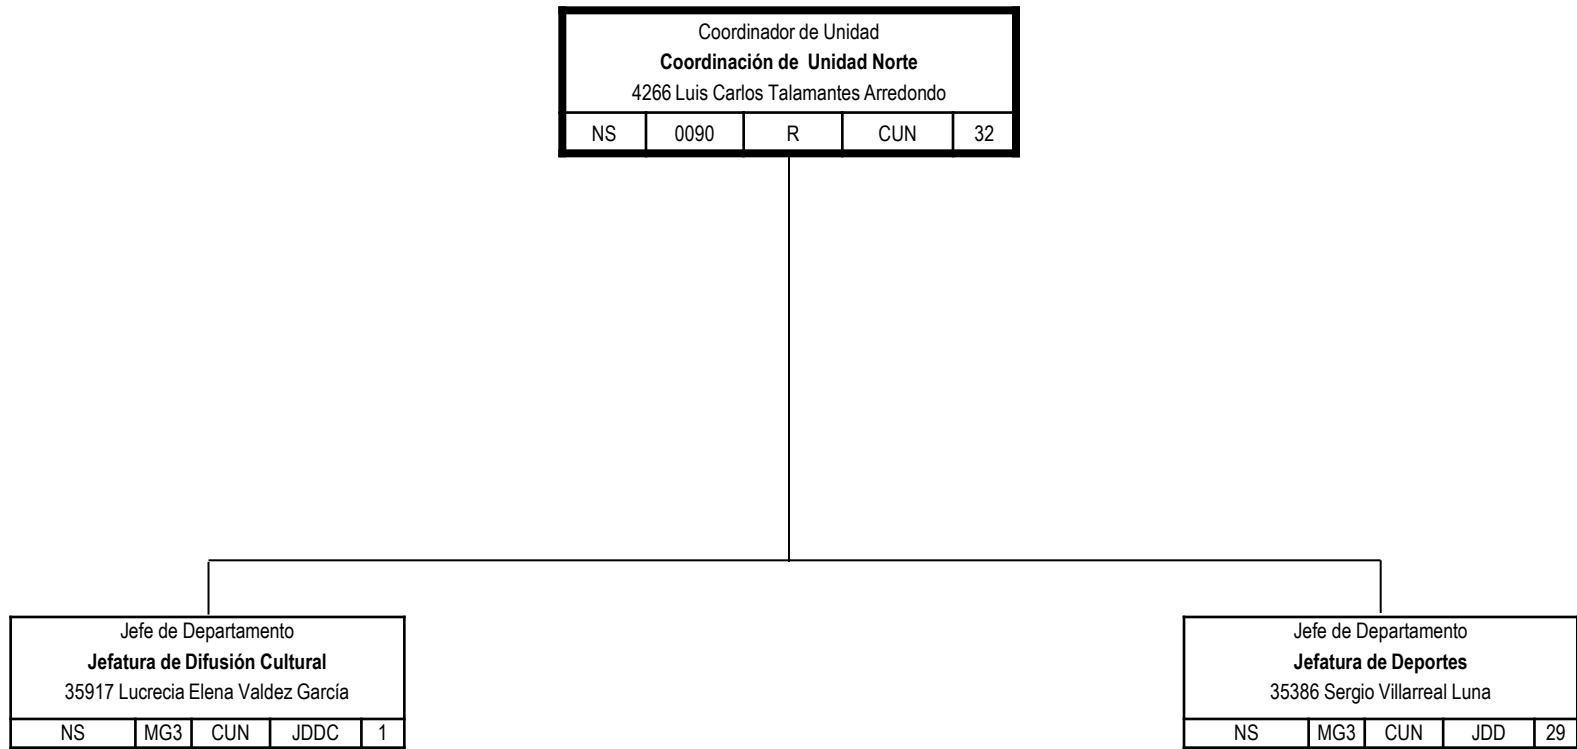 Coordinador de Unidad
Coordinación de Unidad Norte
4266 Luis Carlos Talamantes Arredondo
NS 0090 R CUN 32
Jefe de Departamento
Jefatura de Difusión Cultural
35917 Lucrecia Elena Valdez García
NS MG3 CUN JDDC 1
Jefe de Departamento
Jefatura de Deportes
35386 Sergio Villarreal Luna
NS MG3 CUN JDD 29